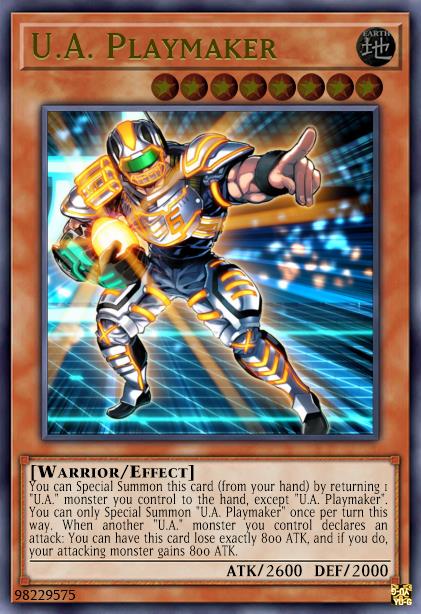 U.A. PLAYMAKER
EARTH
地
[WARRIOR/EFFECT]
You can Special Summon this card (from your hand) by returning 1
"U.A." monster you control to the hand, except "U.A. Playmaker".
You can only Special Summon "U.A. Playmaker" once per turn this
way. When another "U.A." monster you control declares an
attack: You can have this card lose exactly 800 ATK, and if you do,
your attacking monster gains 800 ATK.
ATK/2600 DEF/2000
98229575